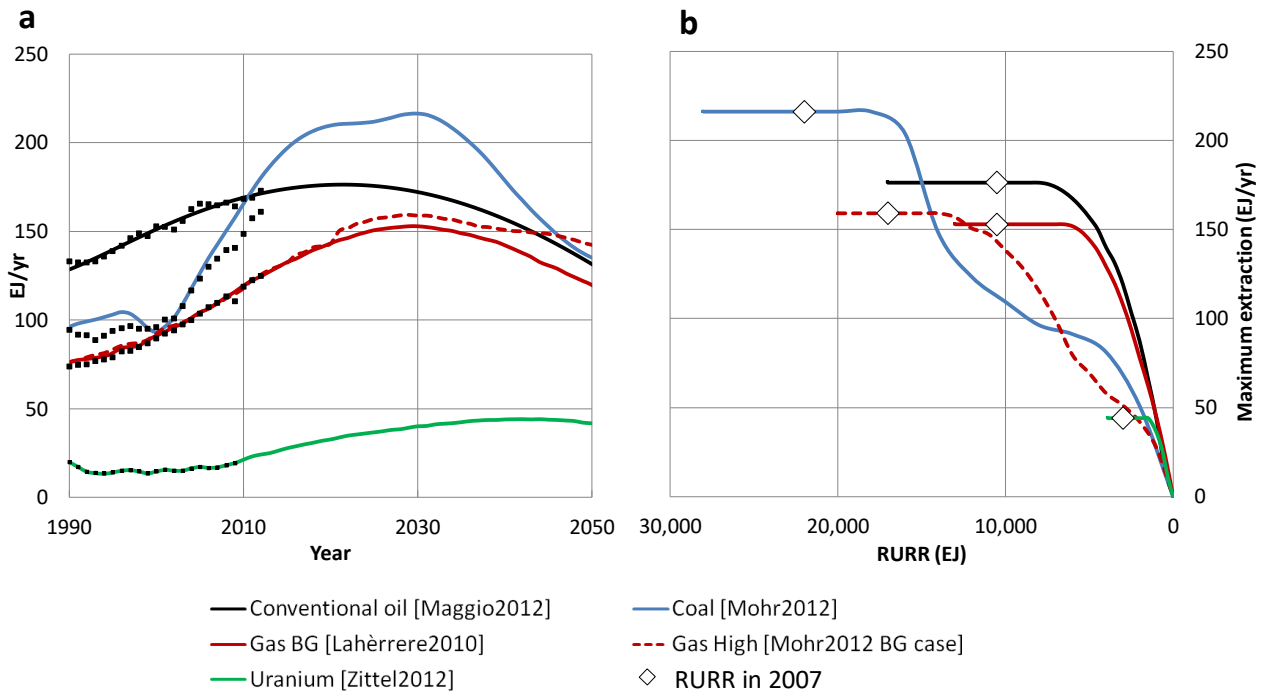 a
b
250
200
150
100
50
0
EJ/yr
1990
2010
2030
2050
Year
250
200
150
100
50
0
Maximum extraction (EJ/yr)
30,000
20,000
10,000
0
RURR (EJ)
Conventional oil [Maggio2012]
Coal [Mohr2012]
Gas BG [Lahèrrere2010]
Gas High [Mohr2012 BG case]
Uranium [Zittel2012]
RURR in 2007